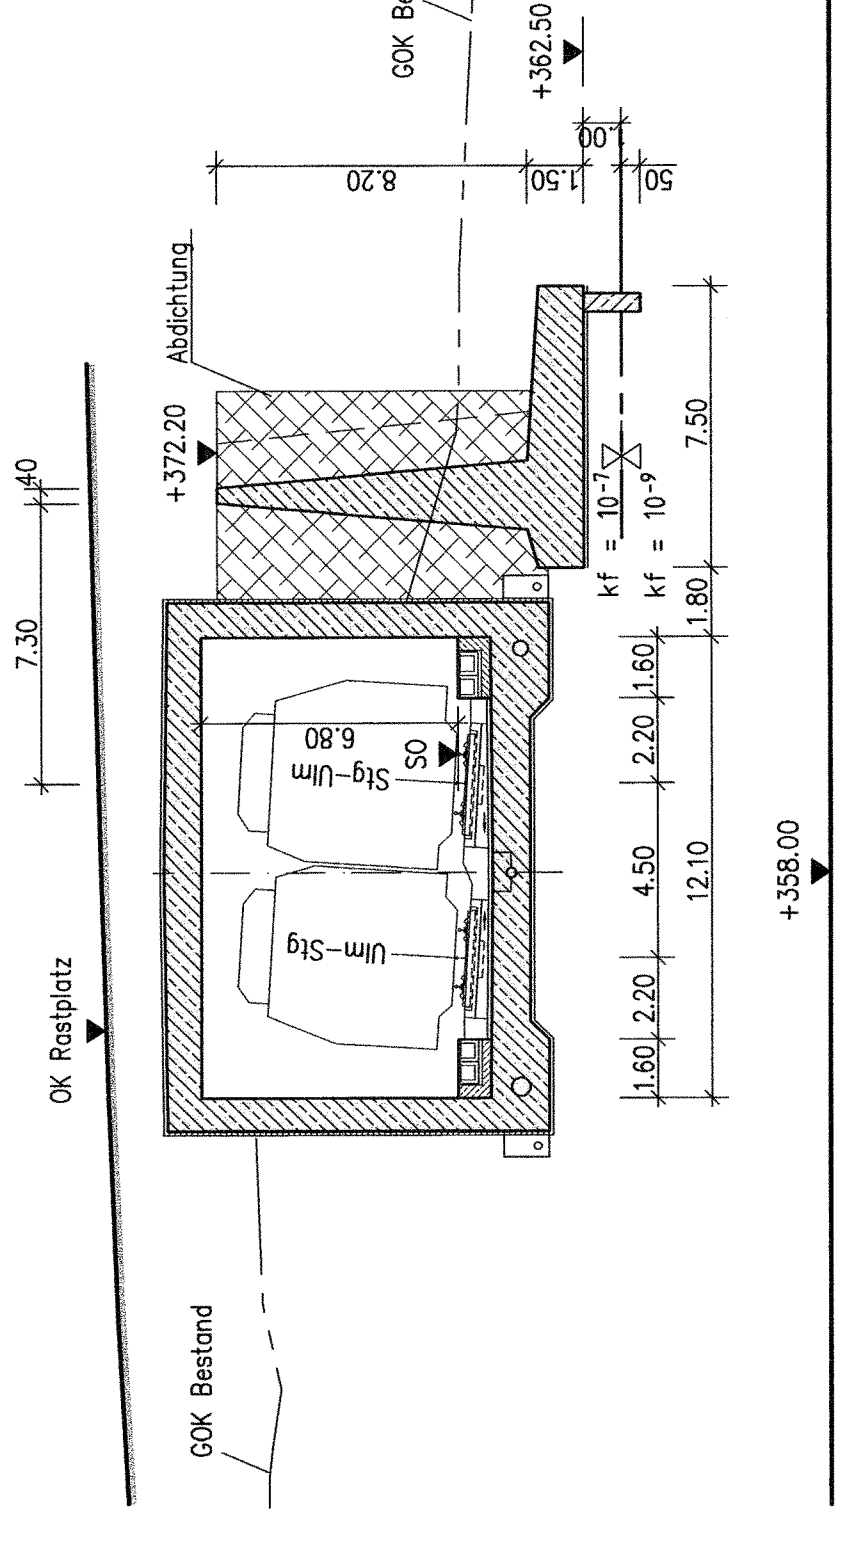 GOK Be
+362.50
1.00
8.20
1.50
50
Abdichtung
+372.20
40
7.30
7.50
kf = 10-7
kf = 10-9
1.80
1.60
2.20
4.50
2.20
1.60
12.10
6.80
SO
Stg-Ulm
Ulm-Stg
OK Rastplatz
+358.00
GOK Bestand